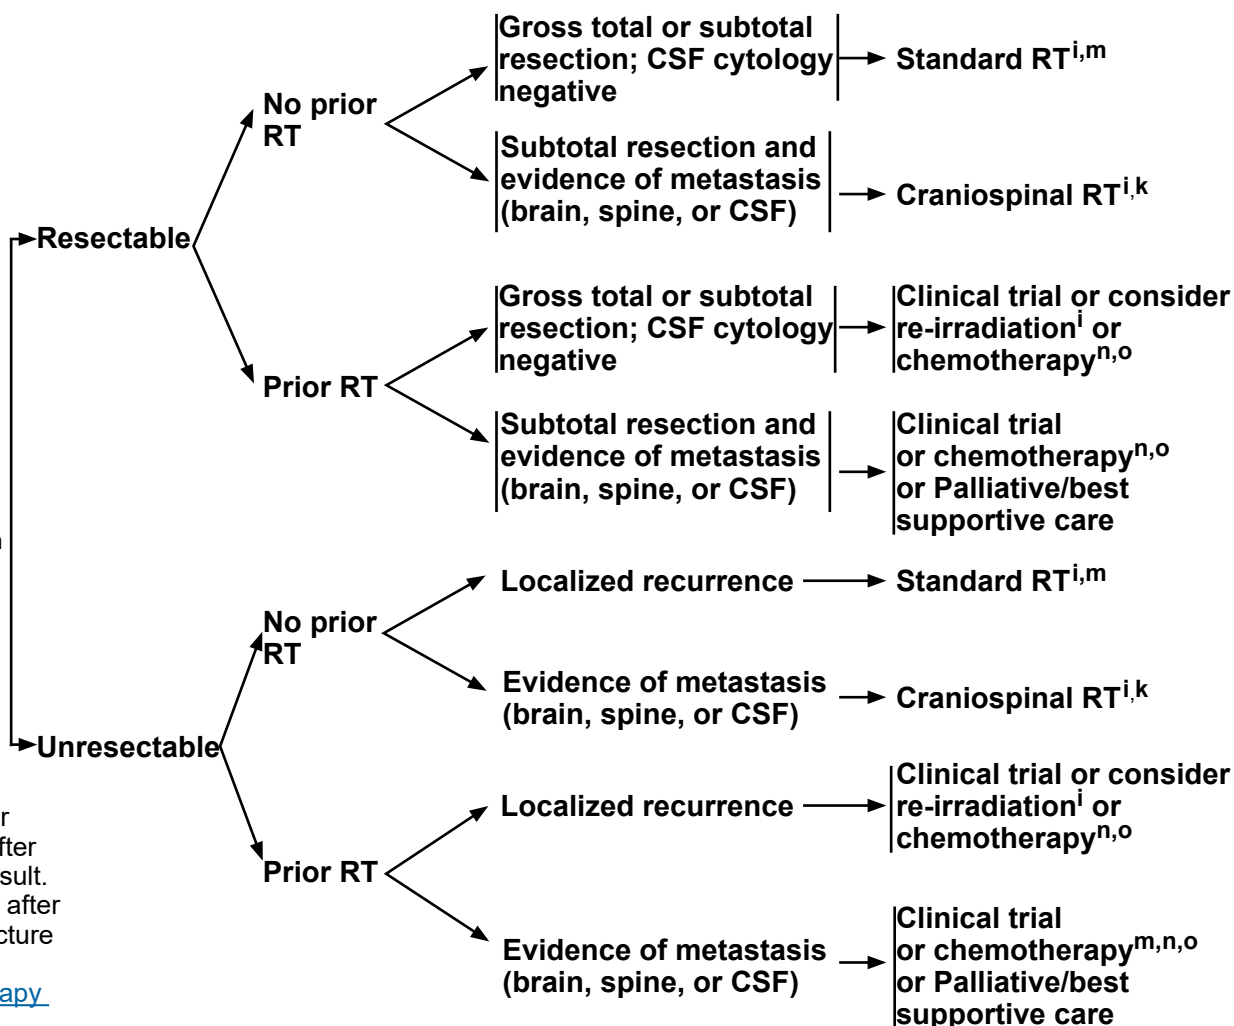 Gross total or subtotal
resection; CSF cytology
negative
Standard RTi,m
No prior
RT
Subtotal resection and
evidence of metastasis
(brain, spine, or CSF)
Craniospinal RTi,k
Resectable
Gross total or subtotal
resection; CSF cytology
negative
Clinical trial or consider
re-irradiationi or
chemotherapyn,o
Prior RT
Subtotal resection and
evidence of metastasis
(brain, spine, or CSF)
Clinical trial
or chemotherapyn,o
or Palliative/best
supportive care
Localized recurrence
Standard RTi,m
No prior
RT
Evidence of metastasis
(brain, spine, or CSF)
Craniospinal RTi,k
Unresectable
Localized recurrence
Clinical trial or consider
re-irradiationi or
chemotherapyn,o
Prior RT
Evidence of metastasis
(brain, spine, or CSF)
Clinical trial
or chemotherapym,n,o
or Palliative/best
supportive care
after